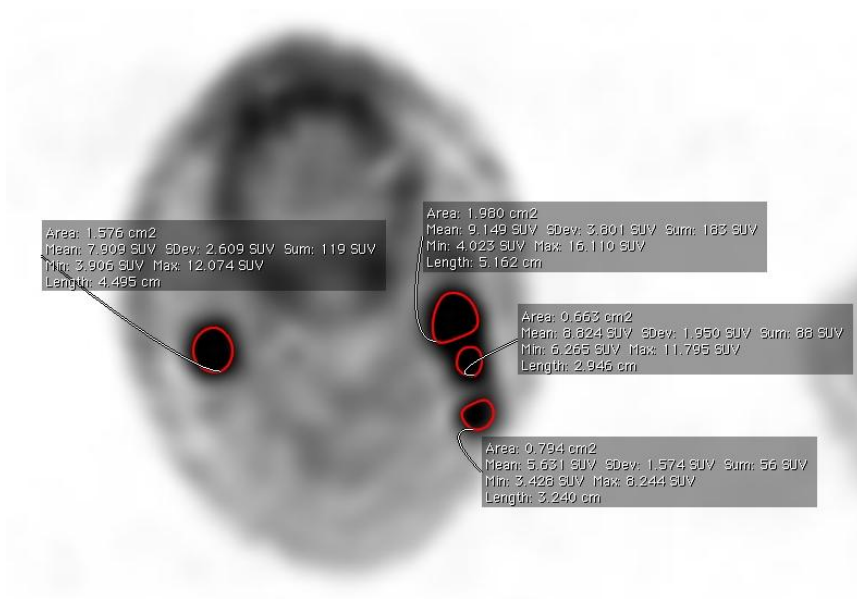 Area: 1.576 cm2
Mean: 7.909 SUV SDev: 2.609 SUV Sum: 119 SUV
Min: 3.906 SUV Max: 12.074 SUV
Length: 4.495 cm
Area: 1.980 cm2
Mean: 9.149 SUV SDev: 3.801 SUV Sum: 183 SUV
Min: 4.023 SUV Max: 16.110 SUV
Length: 5.162 cm
Area: 0.663 cm2
Mean: 8.824 SUV SDev: 1.950 SUV Sum: 88 SUV
Min: 6.265 SUV Max: 11.795 SUV
Length: 2.946 cm
Area: 0.794 cm2
Mean: 5.631 SUV SDev: 1.574 SUV Sum: 56 SUV
Min: 3.428 SUV Max: 8.244 SUV
Length: 3.240 cm